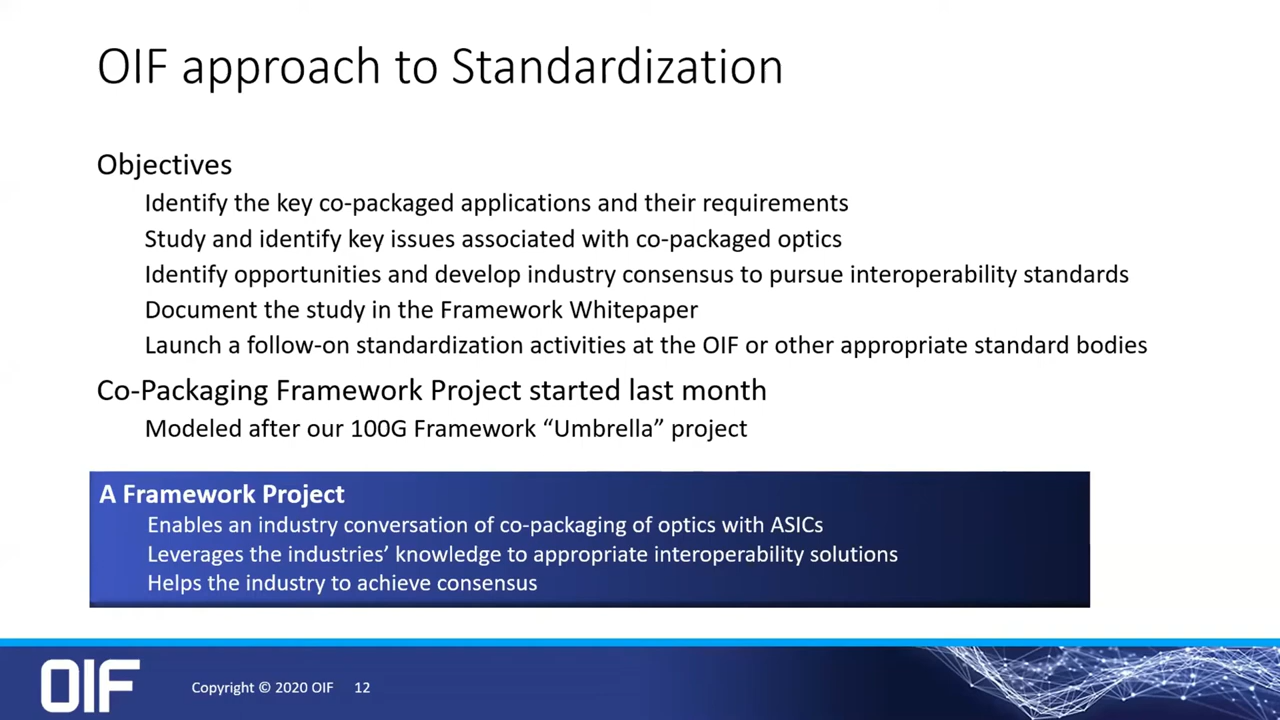 OIF approach to Standardization
Objectives
Identify the key co-packaged applications and their requirements
Study and identify key issues associated with co-packaged optics
Identify opportunities and develop industry consensus to pursue interoperability standards
Document the study in the Framework Whitepaper
Launch a follow-on standardization activities at the OIF or other appropriate standard bodies
Co-Packaging Framework Project started last month
Modeled after our 100G Framework “Umbrella” project
A Framework Project
Enables an industry conversation of co-packaging of optics with ASICs
Leverages the industries’ knowledge to appropriate interoperability solutions
Helps the industry to achieve consensus
OIF
Copyright © 2020 OIF 12